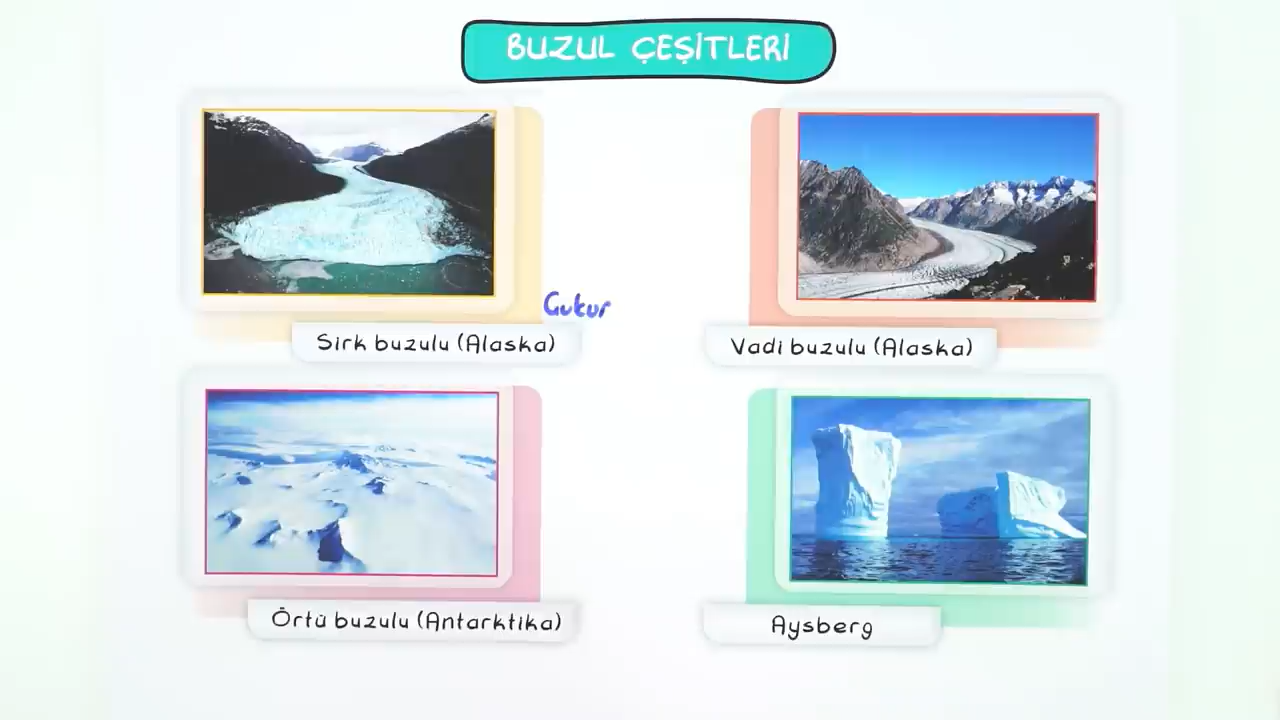 BUZUL ÇEŞİTLERİ
Çukur
Sirk buzulu (Alaska)
Vadi buzulu (Alaska)
Örtü buzulu (Antarktika)
Aysberg